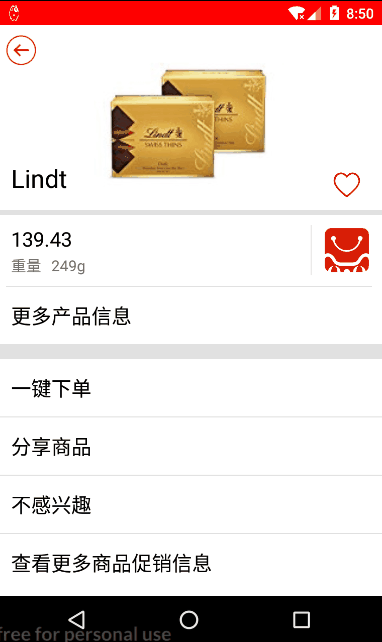 8:50
Lindt
SWISS THINS
Lindt
Lindt
139.43
重量 249g
更多产品信息
一键下单
分享商品
不感兴趣
查看更多商品促销信息
free for personal use